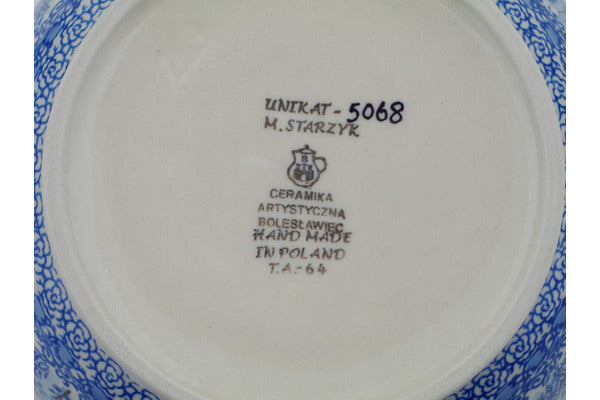 UNIKAT - 5068
M. STARZYK
B
CERAMIKA
ARTYSTYCZNA
BOLESŁAWIEC
HAND MADE
IN POLAND
T.A.-64